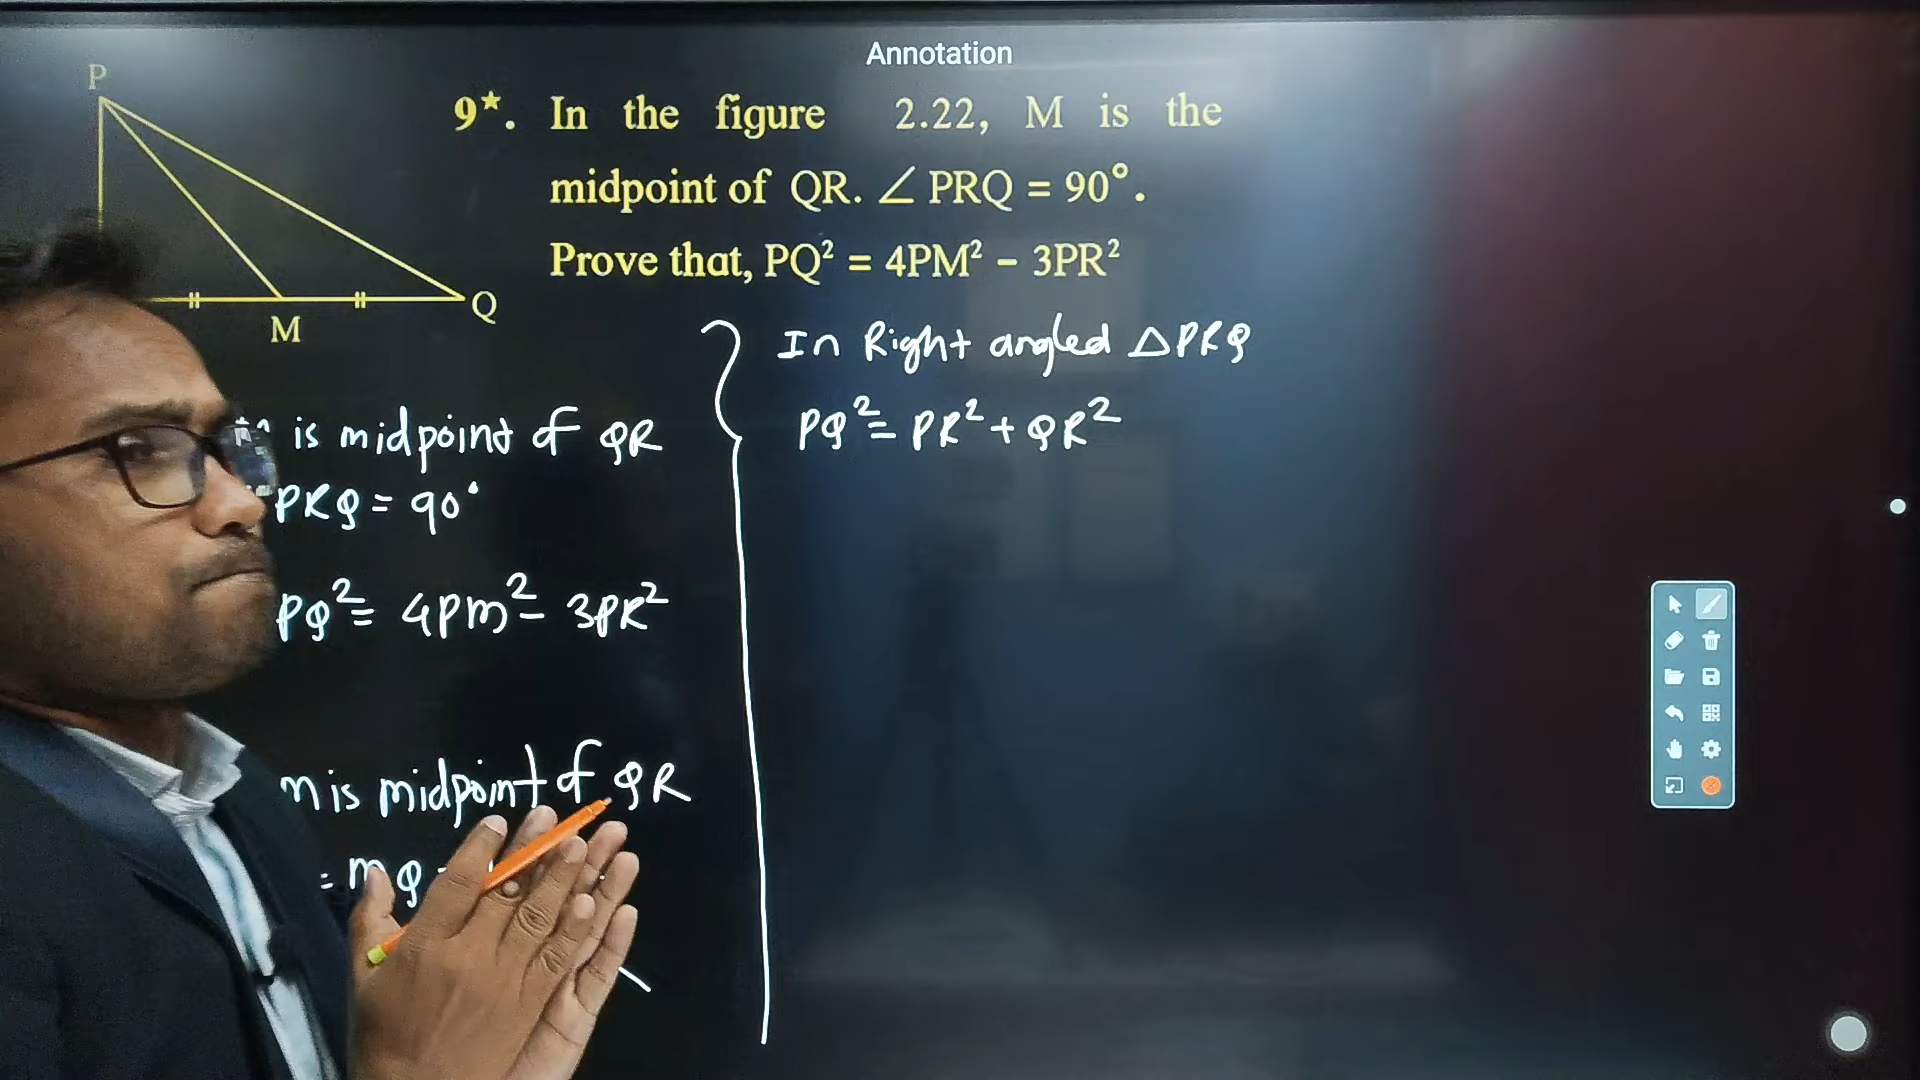 Annotation
P
9*. In the figure 2.22, M is the
midpoint of QR. ∠ PRQ = 90°.
Prove that, PQ² = 4PM² − 3PR²
Q
M
is midpoint of QR
PRQ = 90°
PQ² = 4PM² − 3PR²
M is midpoint of QR
= MQ
In Right angled △PRQ
PQ² = PR² + QR²